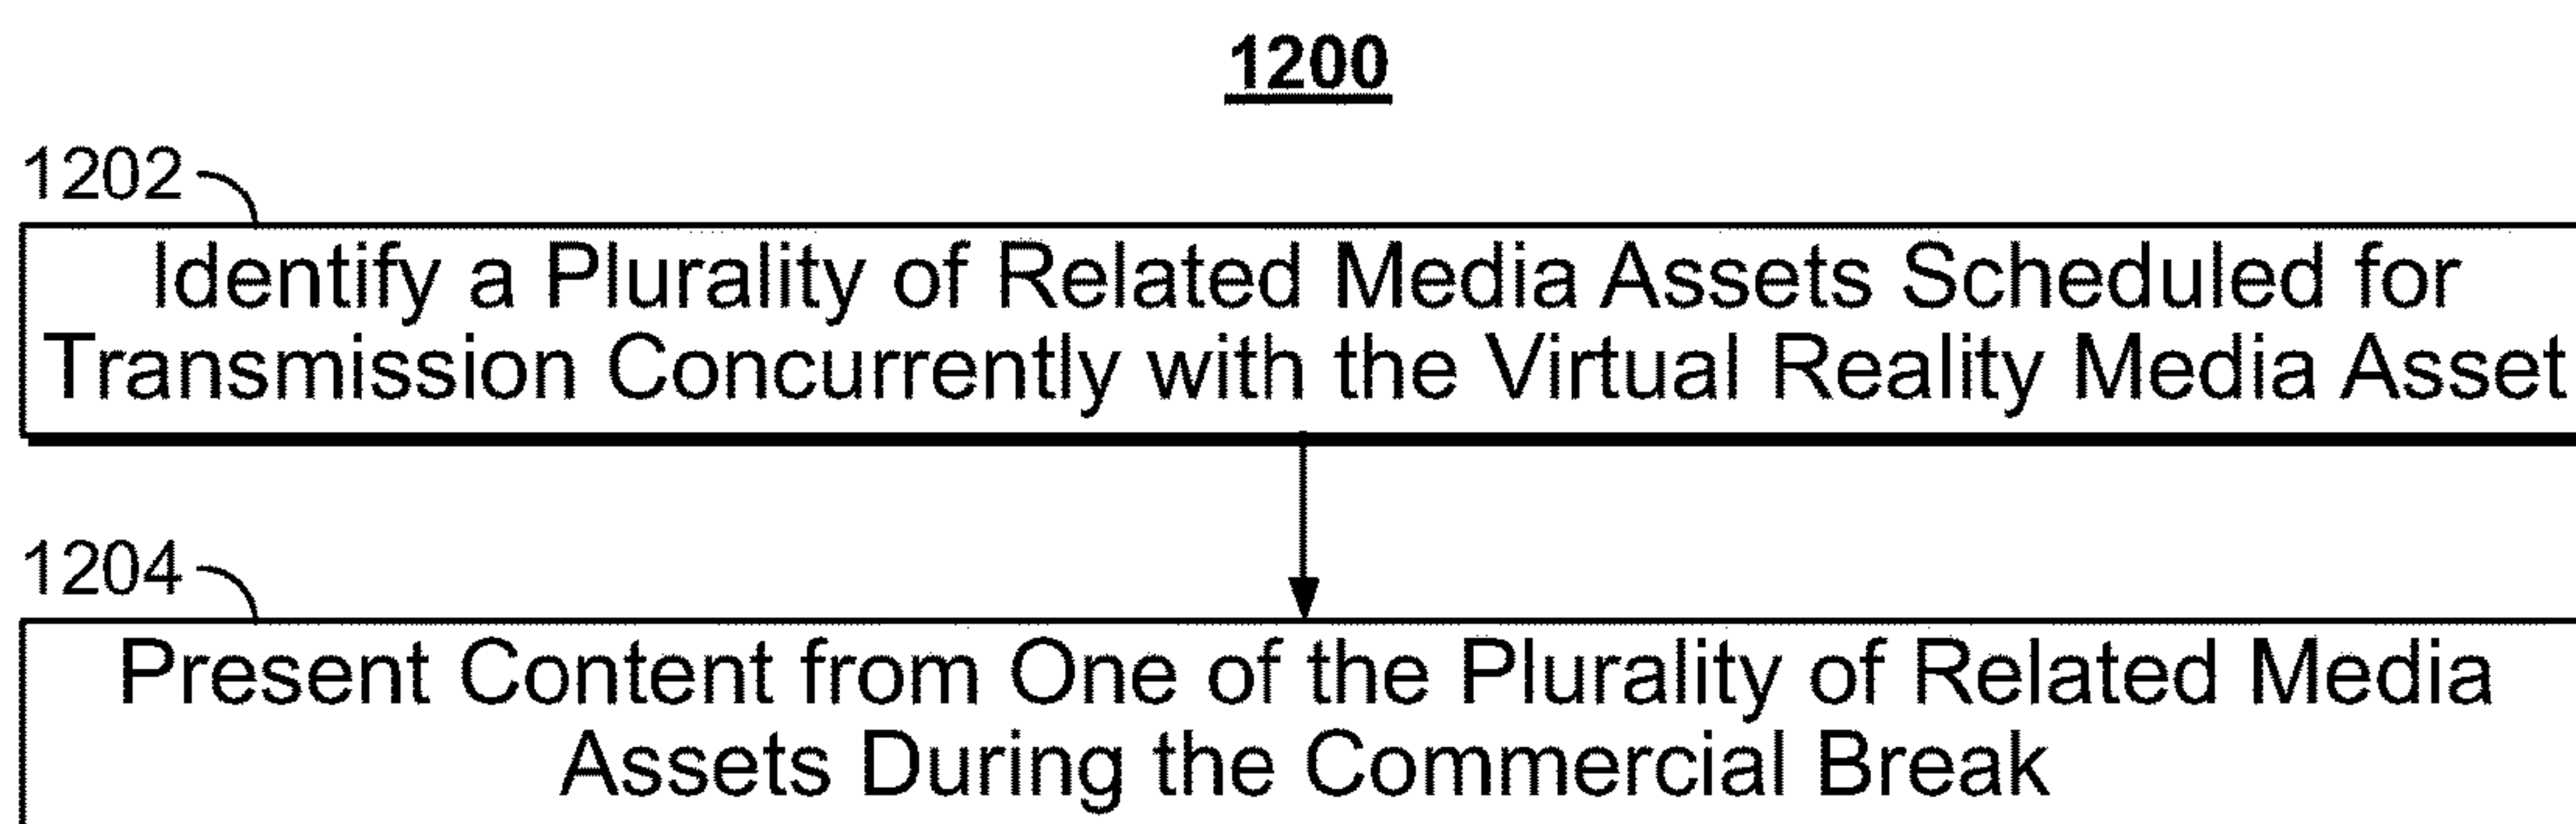 1200
1202
Identify a Plurality of Related Media Assets Scheduled for
Transmission Concurrently with the Virtual Reality Media Asset
1204
Present Content from One of the Plurality of Related Media
Assets During the Commercial Break